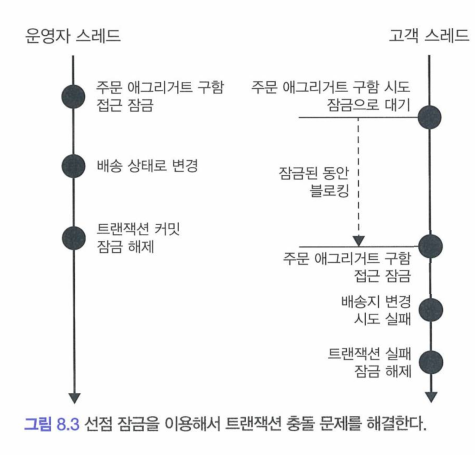 운영자 스레드
고객 스레드
주문 애그리거트 구함
접근 잠금
배송 상태로 변경
트랜잭션 커밋
잠금 해제
주문 애그리거트 구함 시도
잠금으로 대기
잠금된 동안
블로킹
주문 애그리거트 구함
접근 잠금
배송지 변경
시도 실패
트랜잭션 실패
잠금 해제
그림 8.3 선점 잠금을 이용해서 트랜잭션 충돌 문제를 해결한다.